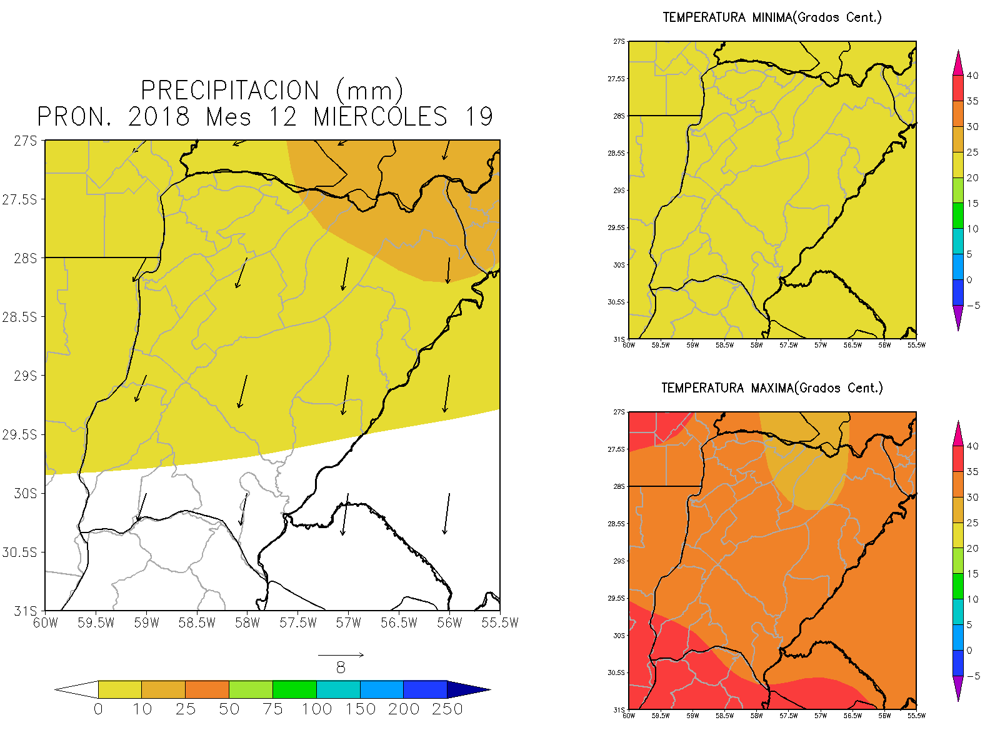 PRECIPITACION (mm)
PRON. 2018 Mes 12 MIERCOLES 19
27S
27.5S
28S
28.5S
29S
29.5S
30S
30.5S
31S
60W 59.5W 59W 58.5W 58W 57.5W 57W 56.5W 56W 55.5W
8
0 10 25 50 75 100 150 200 250
TEMPERATURA MINIMA(Grados Cent.)
27S
27.5S
28S
28.5S
29S
29.5S
30S
30.5S
31S
60W 59.5W 59W 58.5W 58W 57.5W 57W 56.5W 56W 55.5W
40
35
30
25
20
15
10
5
0
-5
TEMPERATURA MAXIMA(Grados Cent.)
27S
27.5S
28S
28.5S
29S
29.5S
30S
30.5S
31S
60W 59.5W 59W 58.5W 58W 57.5W 57W 56.5W 56W 55.5W
40
35
30
25
20
15
10
5
0
-5